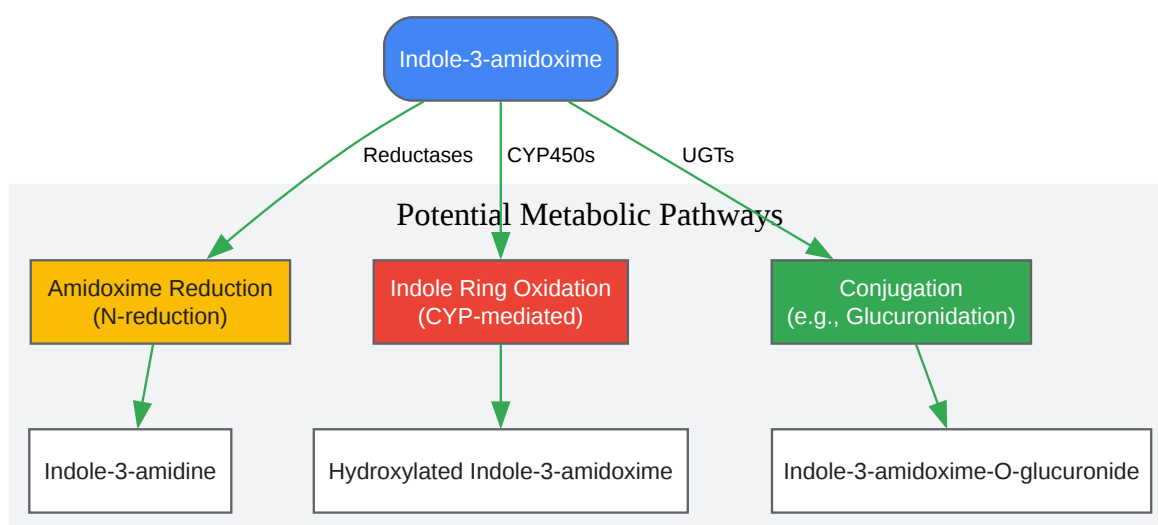 Indole-3-amidoxime
Reductases
CYP450s
UGTs
Potential Metabolic Pathways
Amidoxime Reduction
(N-reduction)
Indole Ring Oxidation
(CYP-mediated)
Conjugation
(e.g., Glucuronidation)
Indole-3-amidine
Hydroxylated Indole-3-amidoxime
Indole-3-amidoxime-O-glucuronide